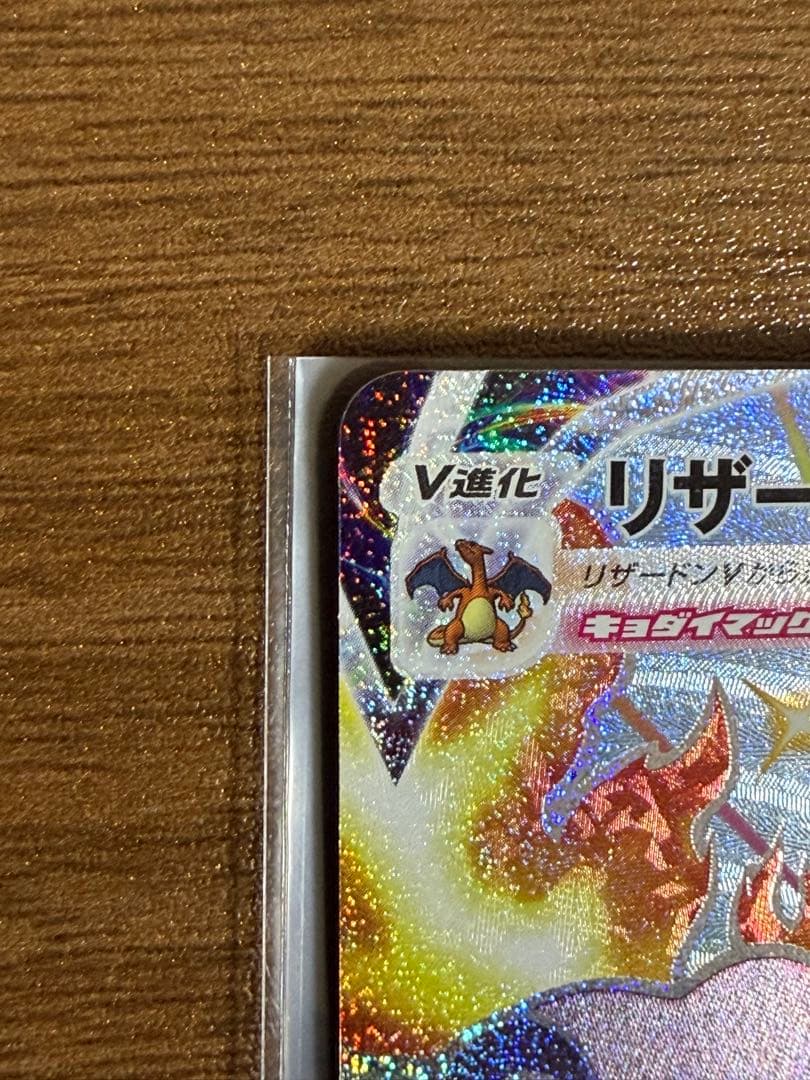 V進化
リザー
リザードンVから
キョダイマック